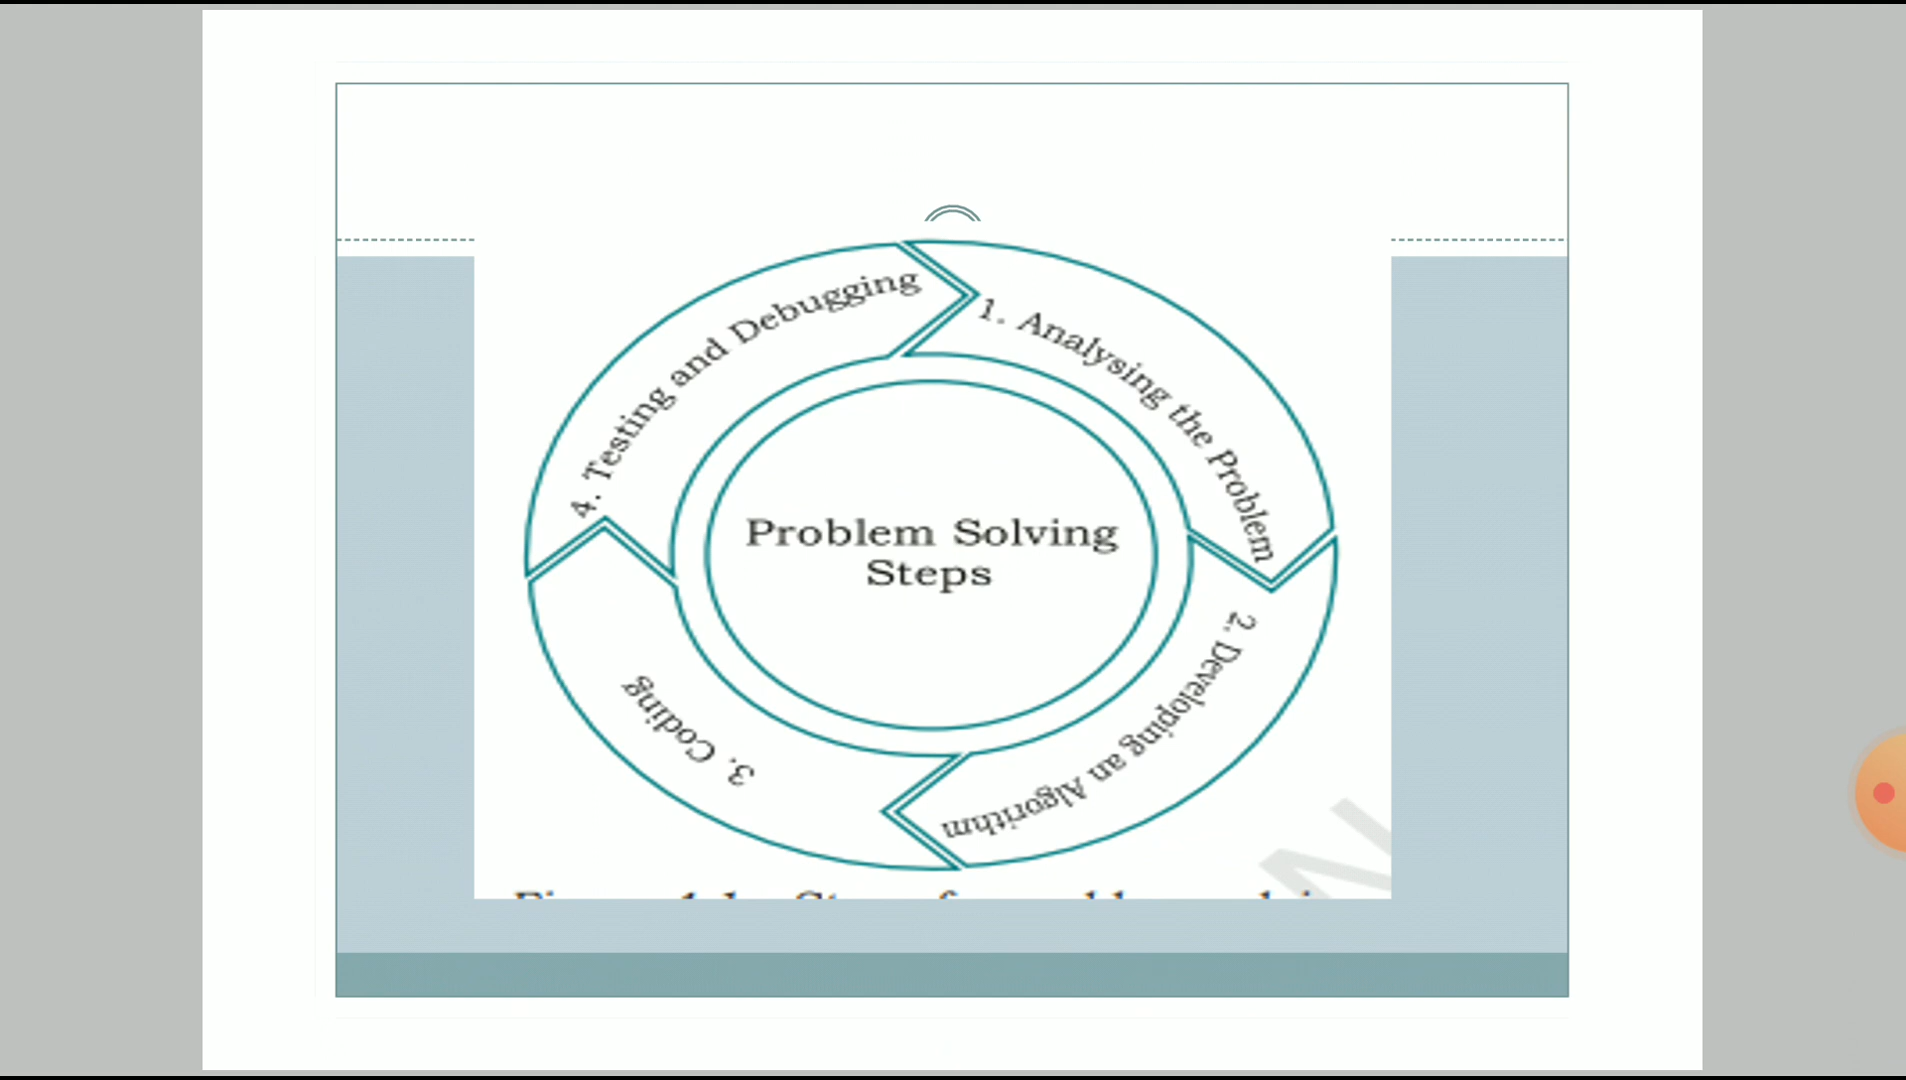 1. Analysing the Problem
2. Developing an Algorithm
3. Coding
4. Testing and Debugging
Problem Solving
Steps